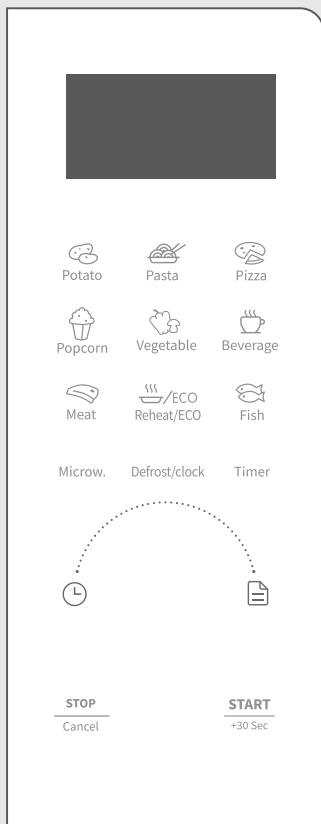 Potato Pasta Pizza
Popcorn Vegetable Beverage
/ECO
Meat Reheat/ECO Fish
Microw. Defrost/clock Timer
STOP START
Cancel +30 Sec